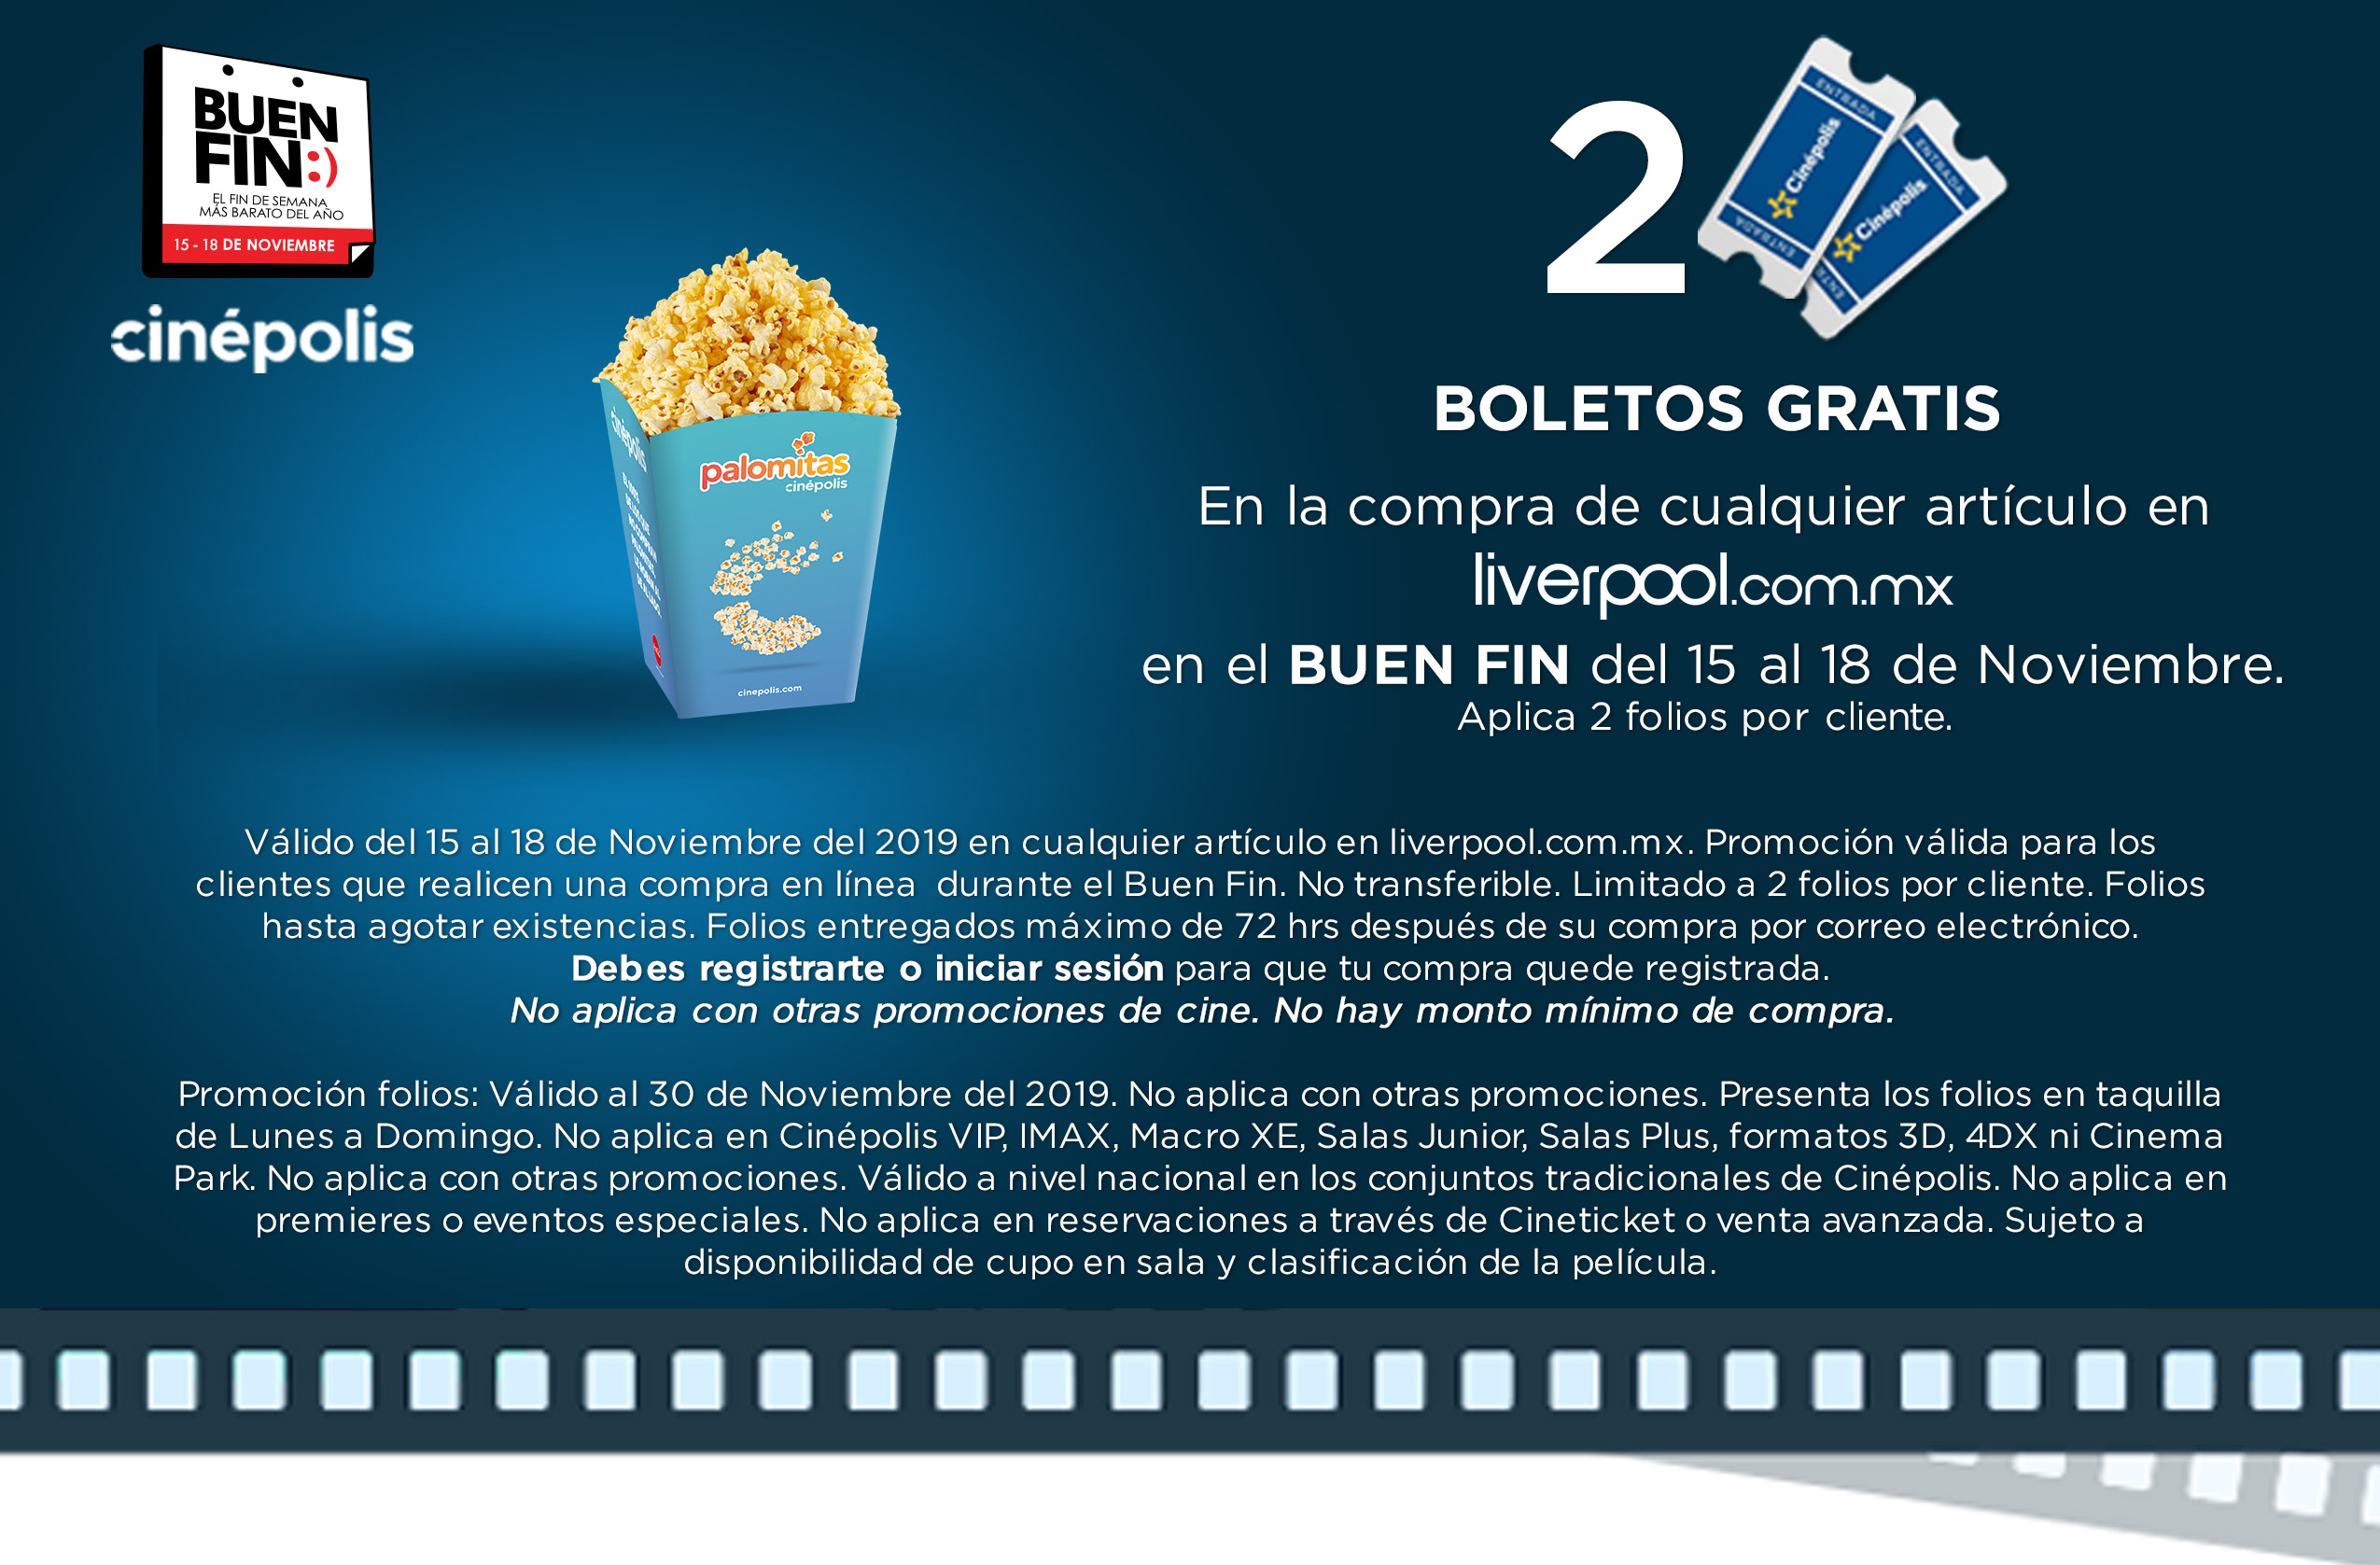 BUEN
FIN:)
EL FIN DE SEMANA
MÁS BARATO DEL AÑO
15 - 18 DE NOVIEMBRE
cinépolis
cinépolis
palomitas
cinépolis
cinepolis.com
2
ENTRADA
Cinépolis
ENTRADA
ENTRADA
Cinépolis
BOLETOS GRATIS
En la compra de cualquier artículo en
liverpool.com.mx
en el BUEN FIN del 15 al 18 de Noviembre.
Aplica 2 folios por cliente.
Válido del 15 al 18 de Noviembre del 2019 en cualquier artículo en liverpool.com.mx. Promoción válida para los
clientes que realicen una compra en línea durante el Buen Fin. No transferible. Limitado a 2 folios por cliente. Folios
hasta agotar existencias. Folios entregados máximo de 72 hrs después de su compra por correo electrónico.
Debes registrarte o iniciar sesión para que tu compra quede registrada.
No aplica con otras promociones de cine. No hay monto mínimo de compra.
Promoción folios: Válido al 30 de Noviembre del 2019. No aplica con otras promociones. Presenta los folios en taquilla
de Lunes a Domingo. No aplica en Cinépolis VIP, IMAX, Macro XE, Salas Junior, Salas Plus, formatos 3D, 4DX ni Cinema
Park. No aplica con otras promociones. Válido a nivel nacional en los conjuntos tradicionales de Cinépolis. No aplica en
premieres o eventos especiales. No aplica en reservaciones a través de Cineticket o venta avanzada. Sujeto a
disponibilidad de cupo en sala y clasificación de la película.